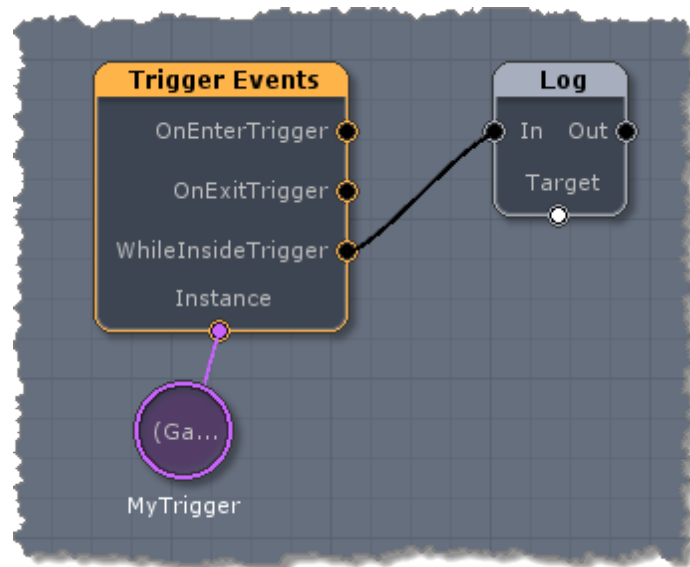 Trigger Events
OnEnterTrigger
OnExitTrigger
WhileInsideTrigger
Instance
(Ga...
MyTrigger
Log
In Out
Target